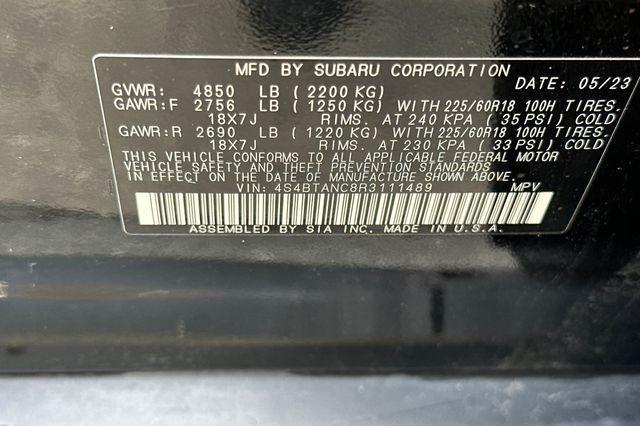 MFD BY SUBARU CORPORATION
GVWR: 4850 LB (2200 KG) DATE: 05/23
GAWR:F 2756 LB (1250 KG) WITH 225/60R18 100H TIRES.
18X7J RIMS. AT 240 KPA (35 PSI) COLD
GAWR:R 2690 LB (1220 KG) WITH 225/60R18 100H TIRES.
18X7J RIMS. AT 230 KPA (33 PSI) COLD
THIS VEHICLE CONFORMS TO ALL APPLICABLE FEDERAL MOTOR
VEHICLE SAFETY AND THEFT PREVENTION STANDARDS
IN EFFECT ON THE DATE OF MANUFACTURE SHOWN ABOVE.
VIN: 4S4BTANC8R3111489 MPV
ASSEMBLED BY SIA INC. MADE IN U.S.A.